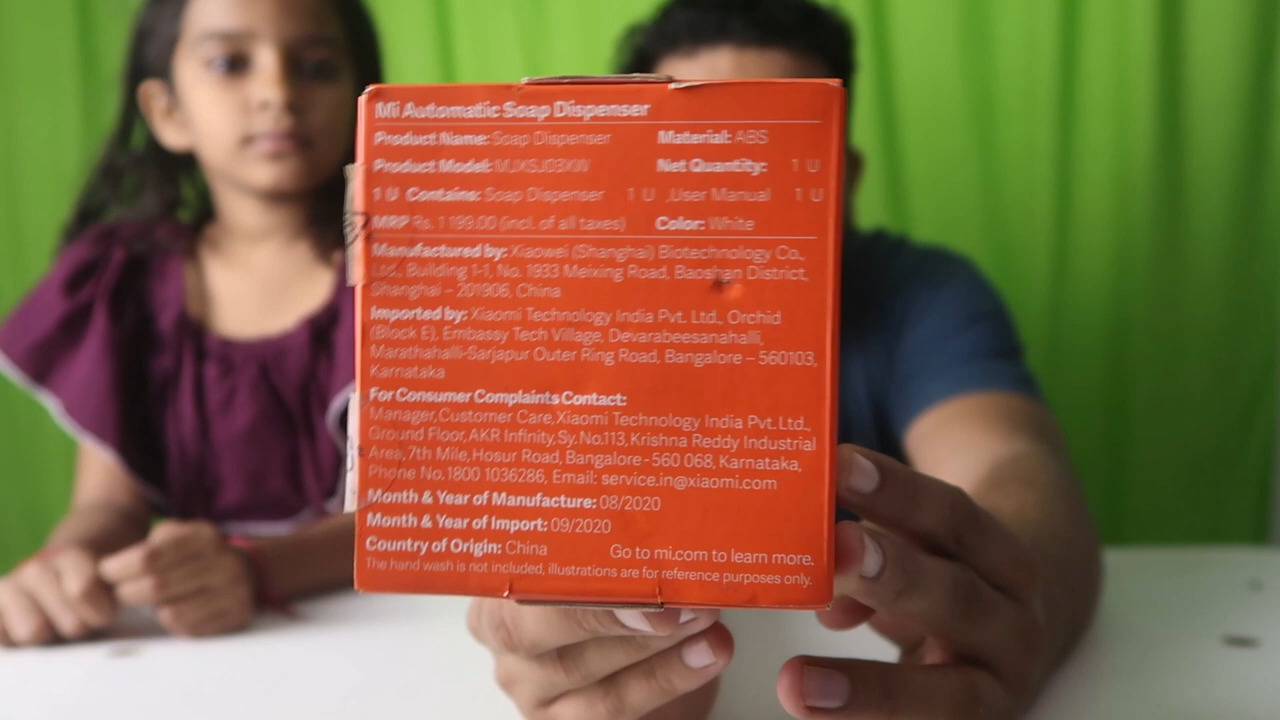 Mi Automatic Soap Dispenser
Product Name: Soap Dispenser Material: ABS
Product Model: MJXSJ03XW Net Quantity: 1 U
1 U Contains: Soap Dispenser 1 U ,User Manual 1 U
MRP Rs. 1199.00 (incl. of all taxes) Color: White
Manufactured by: Xiaowei (Shanghai) Biotechnology Co.,
Ltd., Building 1-1, No. 1933 Meixing Road, Baoshan District,
Shanghai – 201906, China
Imported by: Xiaomi Technology India Pvt. Ltd., Orchid
(Block E), Embassy Tech Village, Devarabeesanahalli,
Marathahalli-Sarjapur Outer Ring Road, Bangalore – 560103,
Karnataka
For Consumer Complaints Contact:
Manager,Customer Care,Xiaomi Technology India Pvt.Ltd.,
Ground Floor,AKR Infinity,Sy.No.113,Krishna Reddy Industrial
Area,7th Mile,Hosur Road, Bangalore-560 068, Karnataka,
Phone No.1800 1036286, Email: service.in@xiaomi.com
Month & Year of Manufacture: 08/2020
Month & Year of Import: 09/2020
Country of Origin: China Go to mi.com to learn more.
The hand wash is not included, illustrations are for reference purposes only.